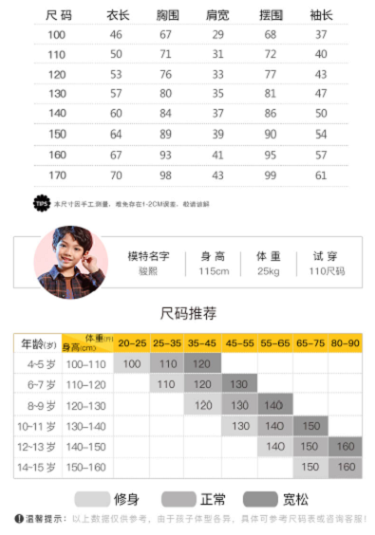 尺 码 衣长 胸围 肩宽 摆围 袖长
100 46 67 29 68 37
110 50 71 31 72 40
120 53 76 33 77 43
130 57 80 35 81 47
140 60 84 37 86 50
150 64 89 39 90 54
160 67 93 41 95 57
170 70 98 43 99 61
TIPS 本尺寸因手工测量，难免存在1-2CM误差，敬请谅解
模特名字 身 高 体 重 试 穿
骏熙 115cm 25kg 110尺码
尺码推荐
年龄(岁) 体重(斤) 身高(cm) 20-25 25-35 35-45 45-55 55-65 65-75 80-90
4-5 岁 100-110 100 110 120
6-7 岁 110-120 110 120 130
8-9 岁 120-130 120 130 140
10-11 岁 130-140 130 140 150
12-13 岁 140-150 140 150 160
14-15 岁 150-160 150 160
修身 正常 宽松
温馨提示：以上数据仅供参考，由于孩子体型各异，具体可参考尺码表或咨询客服！